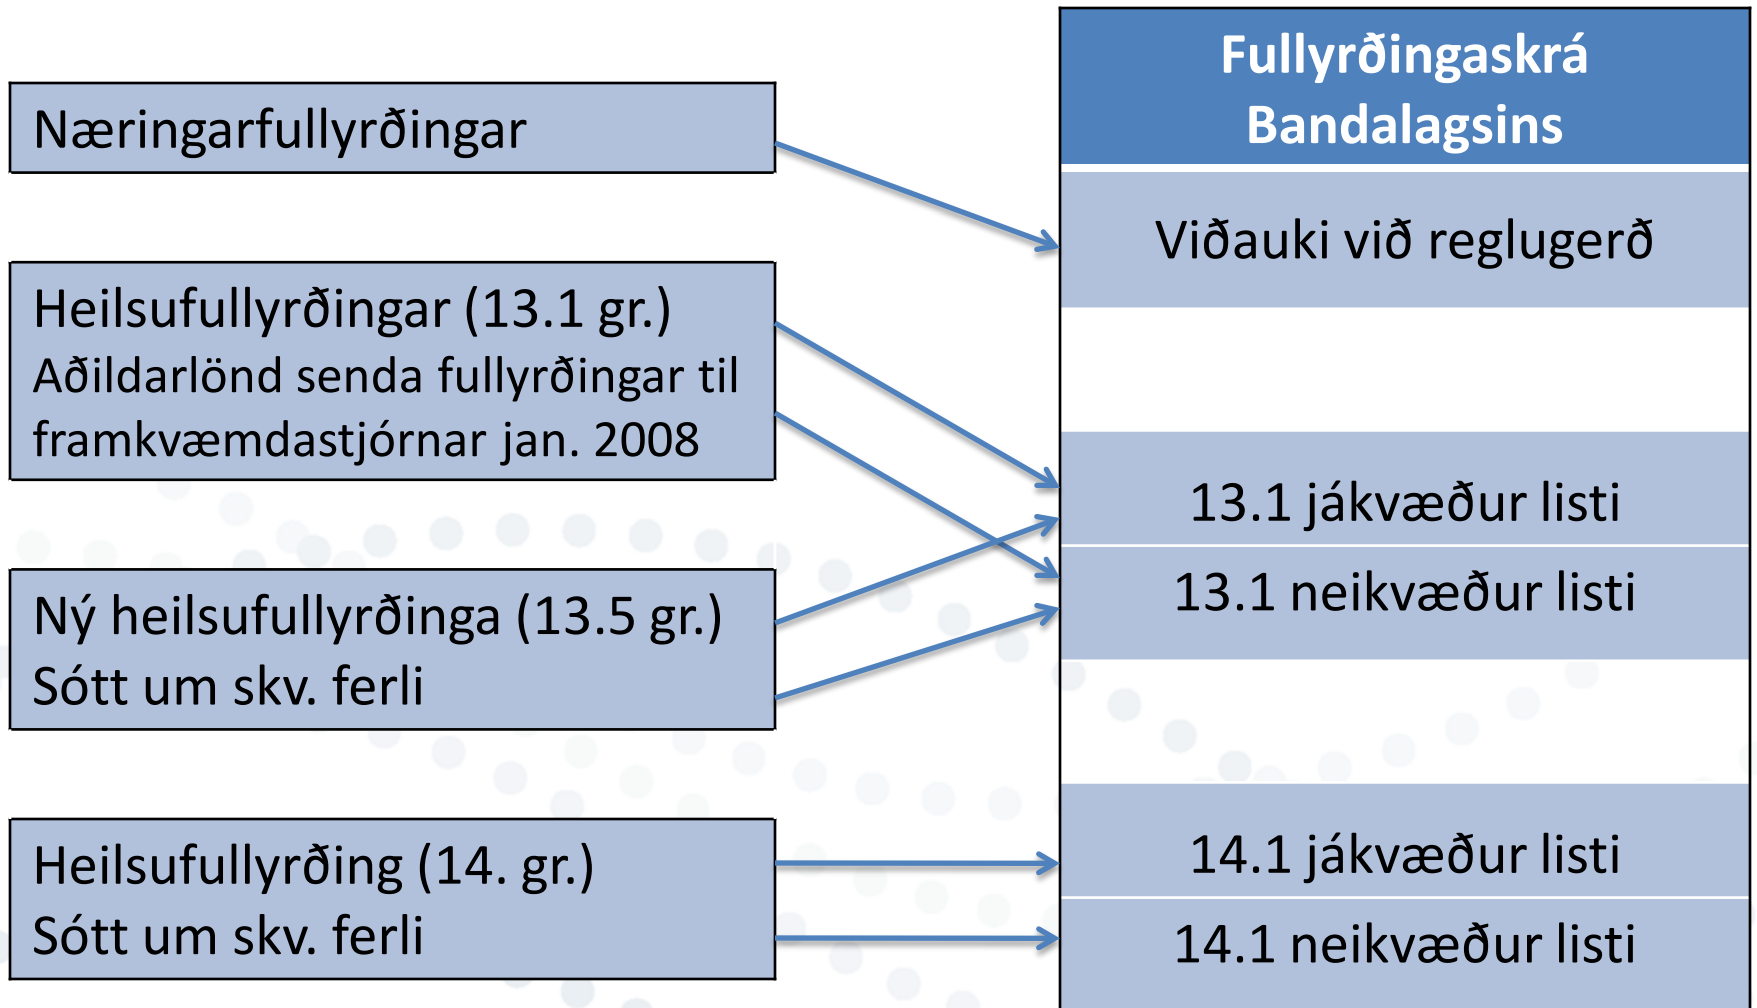 Næringarfullyrðingar
Heilsufullyrðingar (13.1 gr.)
Aðildarlönd senda fullyrðingar til
framkvæmdastjórnar jan. 2008
Ný heilsufullyrðinga (13.5 gr.)
Sótt um skv. ferli
Heilsufullyrðing (14. gr.)
Sótt um skv. ferli
Fullyrðingaskrá
Bandalagsins
Viðauki við reglugerð
13.1 jákvæður listi
13.1 neikvæður listi
14.1 jákvæður listi
14.1 neikvæður listi